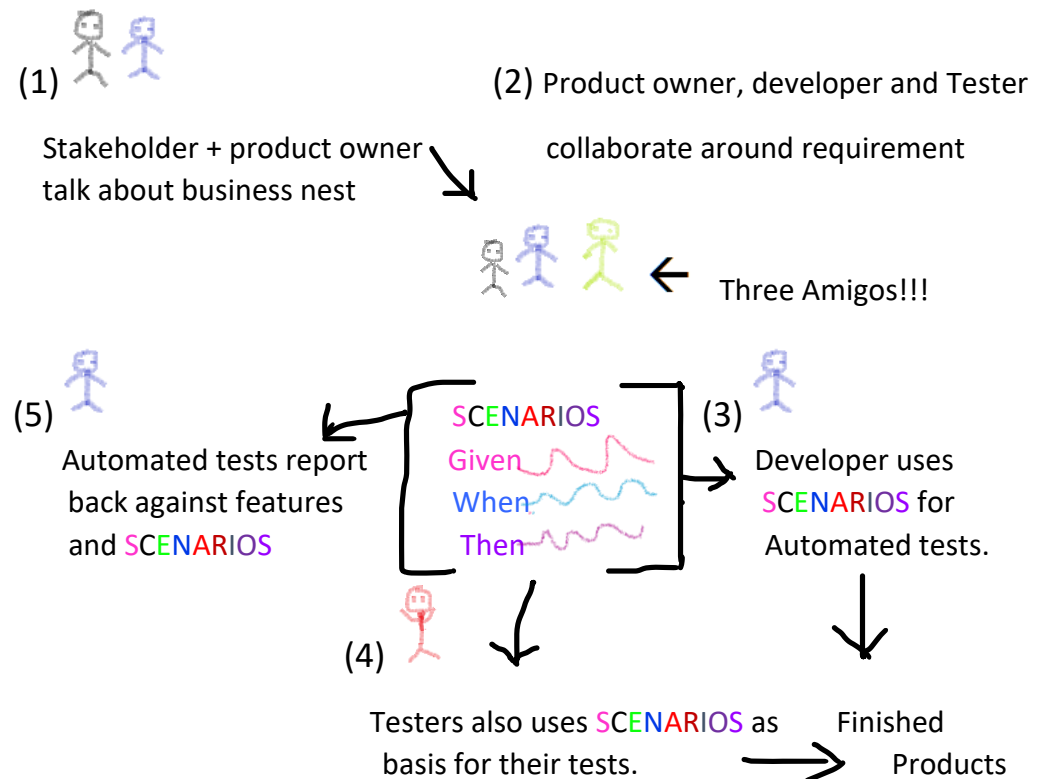 (1)
Stakeholder + product owner
talk about business nest
(2) Product owner, developer and Tester
collaborate around requirement
Three Amigos!!!
SCENARIOS
Given
When
Then
(3)
Developer uses
SCENARIOS for
Automated tests.
(4)
Testers also uses SCENARIOS as
basis for their tests.
Finished
Products
(5)
Automated tests report
back against features
and SCENARIOS